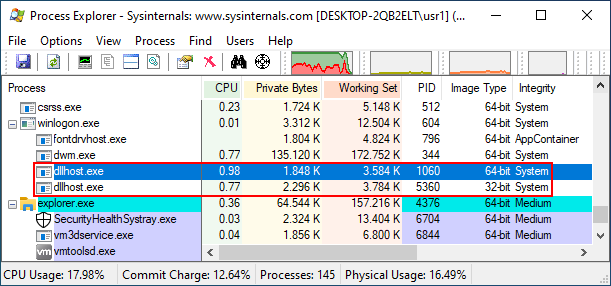 Process Explorer - Sysinternals: www.sysinternals.com [DESKTOP-2QB2ELT\usr1] (...
File Options View Process Find Users Help
Process CPU Private Bytes Working Set PID Image Type Integrity
csrss.exe 0.23 1.724 K 5.148 K 512 64-bit System
winlogon.exe 0.01 3.312 K 12.504 K 604 64-bit System
fontdrvhost.exe 1.804 K 4.824 K 796 64-bit AppContainer
dwm.exe 0.77 135.120 K 172.752 K 344 64-bit System
dllhost.exe 0.98 1.848 K 3.584 K 1060 64-bit System
dllhost.exe 0.77 2.296 K 3.784 K 5360 32-bit System
explorer.exe 0.36 64.544 K 157.216 K 4376 64-bit Medium
SecurityHealthSystray.exe 0.03 2.324 K 13.404 K 6704 64-bit Medium
vm3dservice.exe 0.04 1.856 K 6.800 K 6844 64-bit Medium
vm vmtoolsd.exe
CPU Usage: 17.98% Commit Charge: 12.64% Processes: 145 Physical Usage: 16.49%